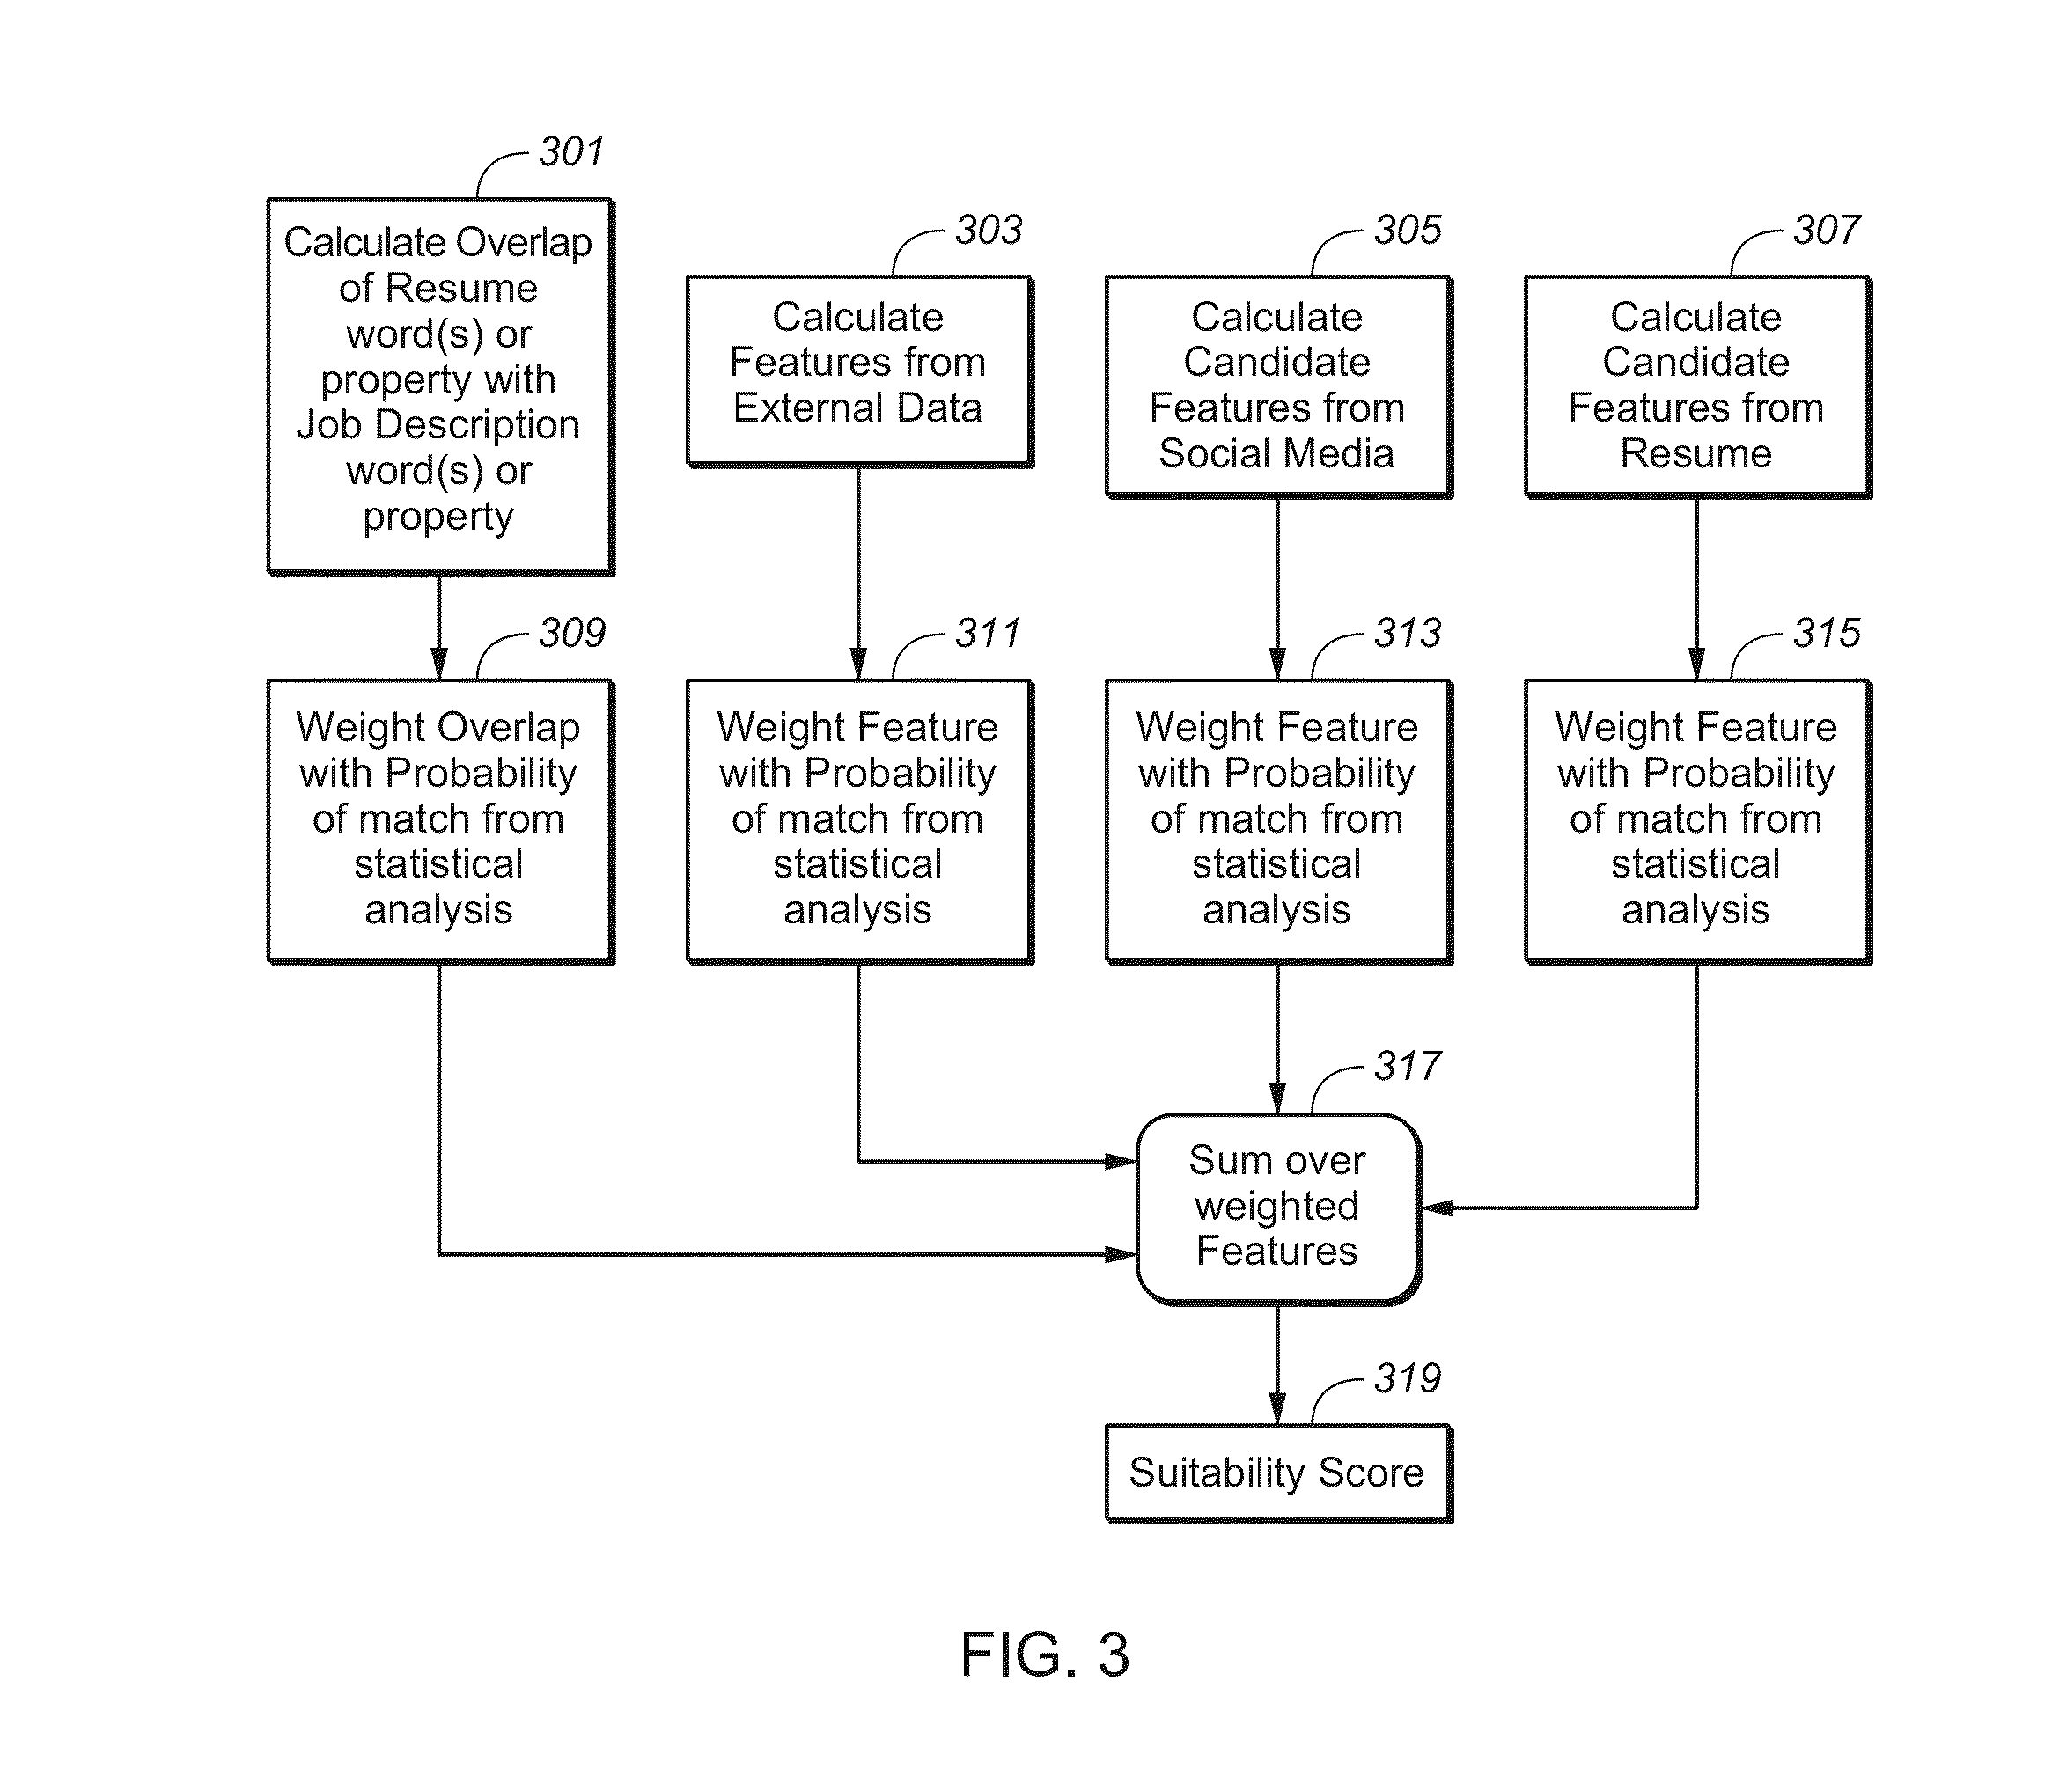 301
Calculate Overlap
of Resume
word(s) or
property with
Job Description
word(s) or
property
303
Calculate
Features from
External Data
305
Calculate
Candidate
Features from
Social Media
307
Calculate
Candidate
Features from
Resume
309
Weight Overlap
with Probability
of match from
statistical
analysis
311
Weight Feature
with Probability
of match from
statistical
analysis
313
Weight Feature
with Probability
of match from
statistical
analysis
315
Weight Feature
with Probability
of match from
statistical
analysis
317
Sum over
weighted
Features
319
Suitability Score
FIG. 3